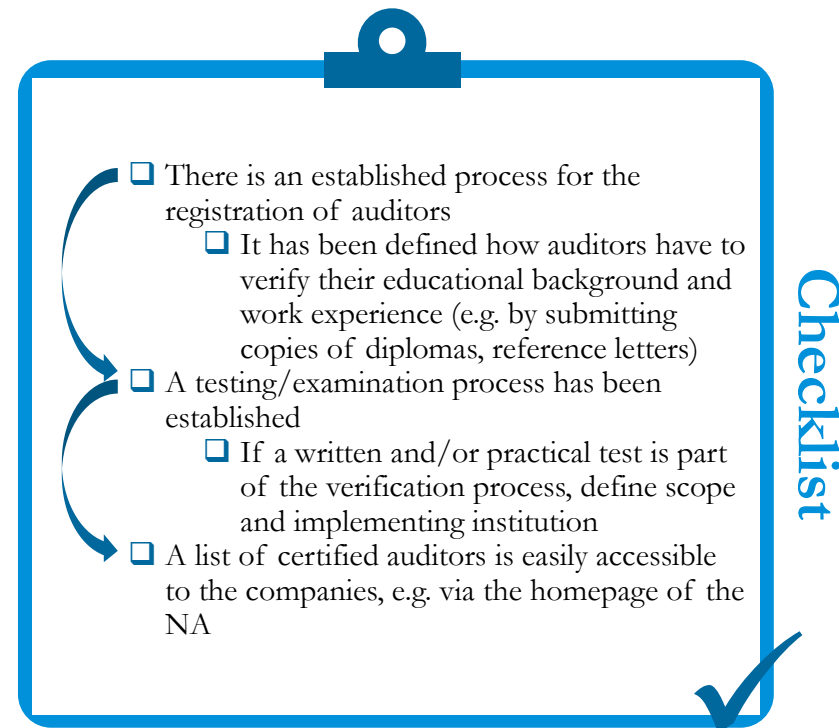 ❑ There is an established process for the
registration of auditors
❑ It has been defined how auditors have to
verify their educational background and
work experience (e.g. by submitting
copies of diplomas, reference letters)
❑ A testing/examination process has been
established
❑ If a written and/or practical test is part
of the verification process, define scope
and implementing institution
❑ A list of certified auditors is easily accessible
to the companies, e.g. via the homepage of the
NA
Checklist